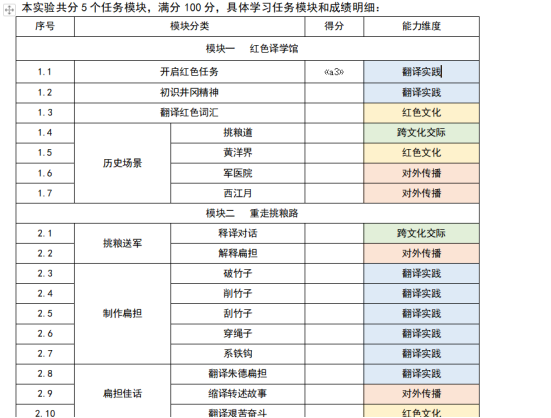 本实验共分 5 个任务模块，满分 100 分，具体学习任务模块和成绩明细：
序号 模块分类 得分 能力维度
模块一 红色译学馆
1.1 开启红色任务 «a3» 翻译实践
1.2 初识井冈精神 翻译实践
1.3 翻译红色词汇 红色文化
1.4 挑粮道 跨文化交际
1.5 黄洋界 红色文化
历史场景
1.6 军医院 对外传播
1.7 西江月 对外传播
模块二 重走挑粮路
2.1 释译对话 跨文化交际
挑粮送军
2.2 解释扁担 对外传播
2.3 破竹子 翻译实践
2.4 削竹子 翻译实践
2.5 制作扁担 刮竹子 翻译实践
2.6 穿绳子 翻译实践
2.7 系铁钩 翻译实践
2.8 翻译朱德扁担 翻译实践
2.9 扁担佳话 缩译转述故事 对外传播
2.10 翻译艰苦奋斗 红色文化